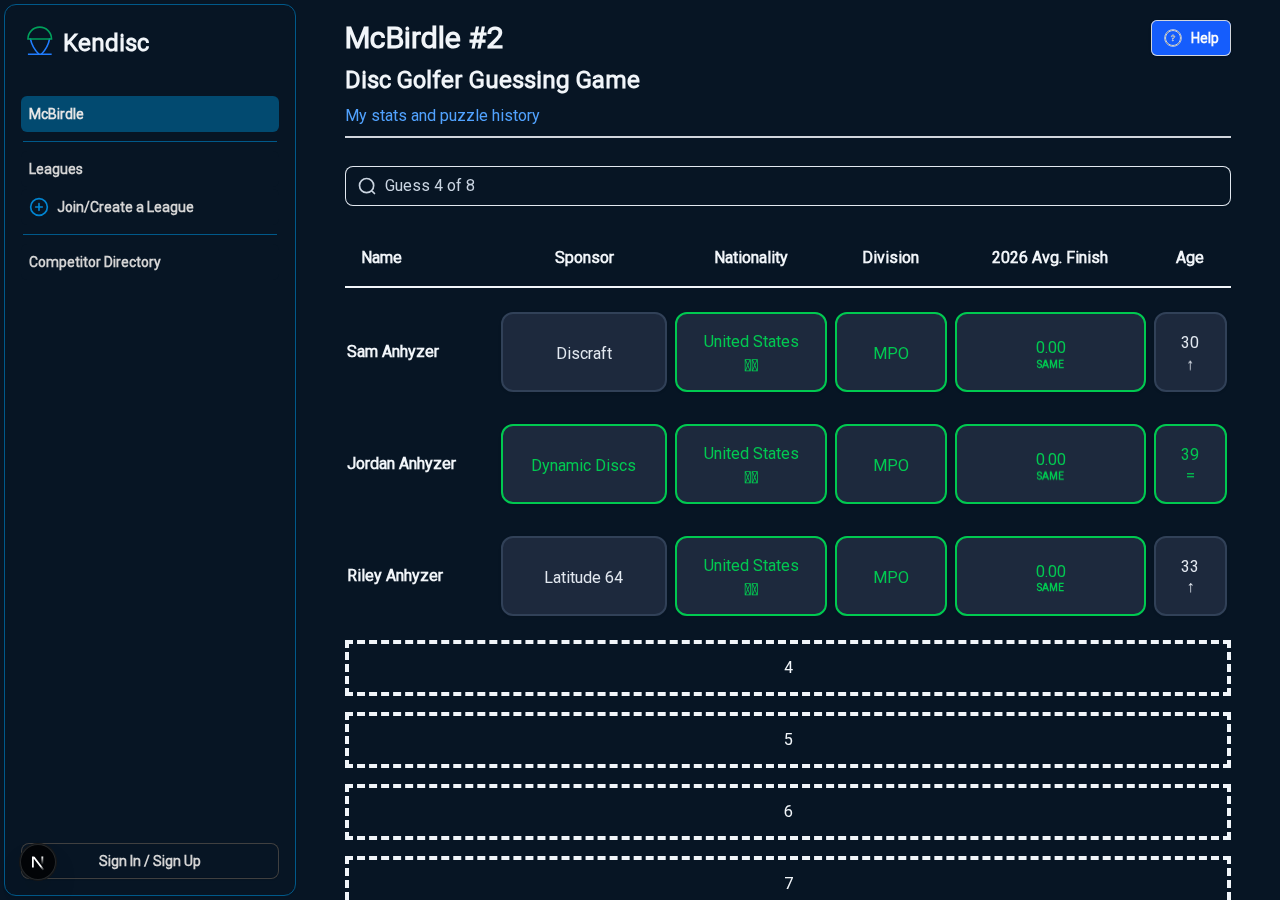 Kendisc
McBirdle
Leagues
Join/Create a League
Competitor Directory
N
Sign In / Sign Up
McBirdle #2
Help
Disc Golfer Guessing Game
My stats and puzzle history
Guess 4 of 8
Name Sponsor Nationality Division 2026 Avg. Finish Age
Sam Anhyzer Discraft United States MPO 0.00 SAME 30 ↑
Jordan Anhyzer Dynamic Discs United States MPO 0.00 SAME 39 =
Riley Anhyzer Latitude 64 United States MPO 0.00 SAME 33 ↑
4
5
6
7